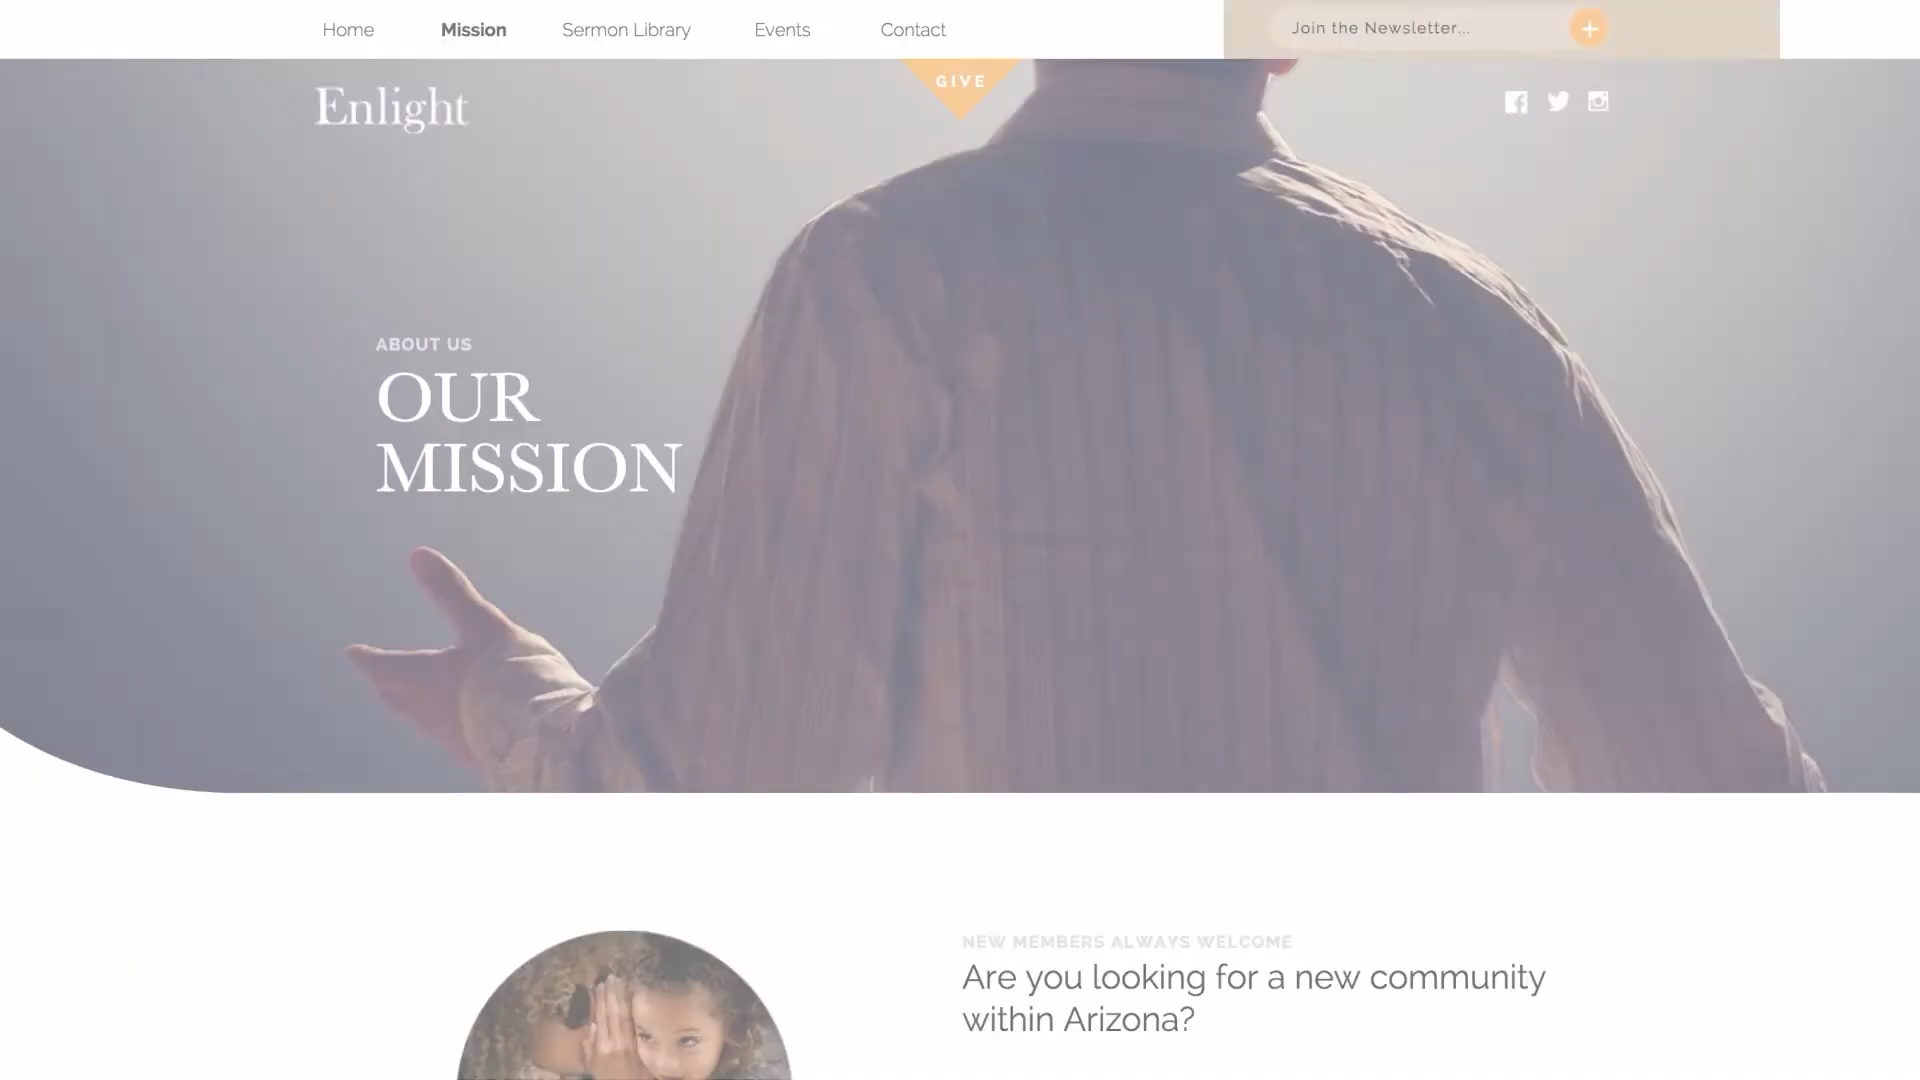 Home Mission Sermon Library Events Contact Join the Newsletter...
GIVE
Enlight
ABOUT US
OUR
MISSION
NEW MEMBERS ALWAYS WELCOME
Are you looking for a new community
within Arizona?